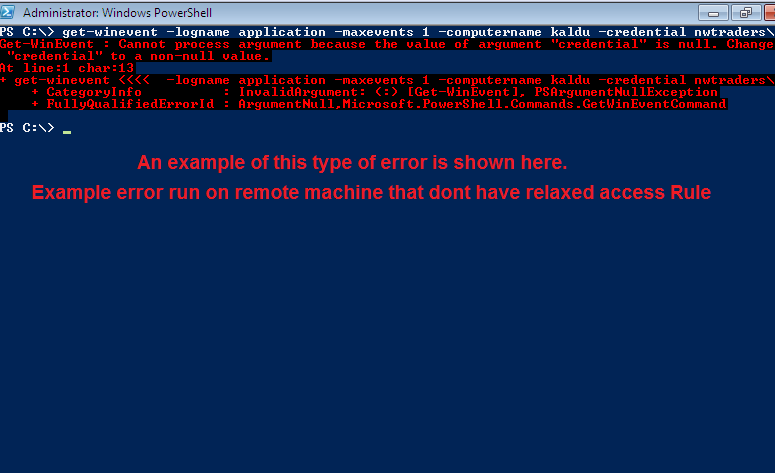 Administrator: Windows PowerShell
PS C:\> get-winevent -logname application -maxevents 1 -computername kaldu -credential nwtraders\
Get-WinEvent : Cannot process argument because the value of argument "credential" is null. Change
"credential" to a non-null value.
At line:1 char:13
+ get-winevent <<<<  -logname application -maxevents 1 -computername kaldu -credential nwtraders\
+ CategoryInfo          : InvalidArgument: (:) [Get-WinEvent], PSArgumentNullException
+ FullyQualifiedErrorId : ArgumentNull,Microsoft.PowerShell.Commands.GetWinEventCommand
PS C:\> _
An example of this type of error is shown here.
Example error run on remote machine that dont have relaxed access Rule